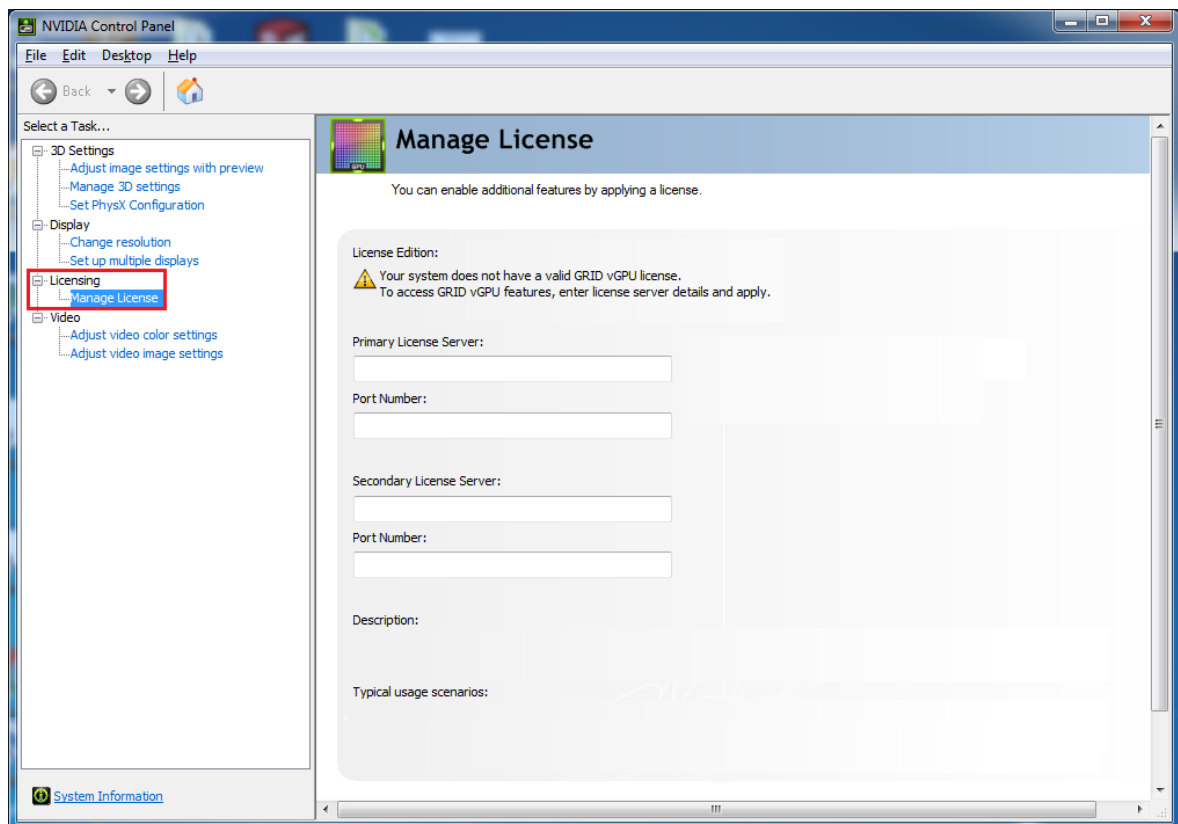 NVIDIA Control Panel
File Edit Desktop Help
Back
Select a Task...
3D Settings
Adjust image settings with preview
Manage 3D settings
Set PhysX Configuration
Display
Change resolution
Set up multiple displays
Licensing
Manage License
Video
Adjust video color settings
Adjust video image settings
System Information
GPU
Manage License
You can enable additional features by applying a license.
License Edition:
Your system does not have a valid GRID vGPU license.
To access GRID vGPU features, enter license server details and apply.
Primary License Server:
Port Number:
Secondary License Server:
Port Number:
Description:
Typical usage scenarios: